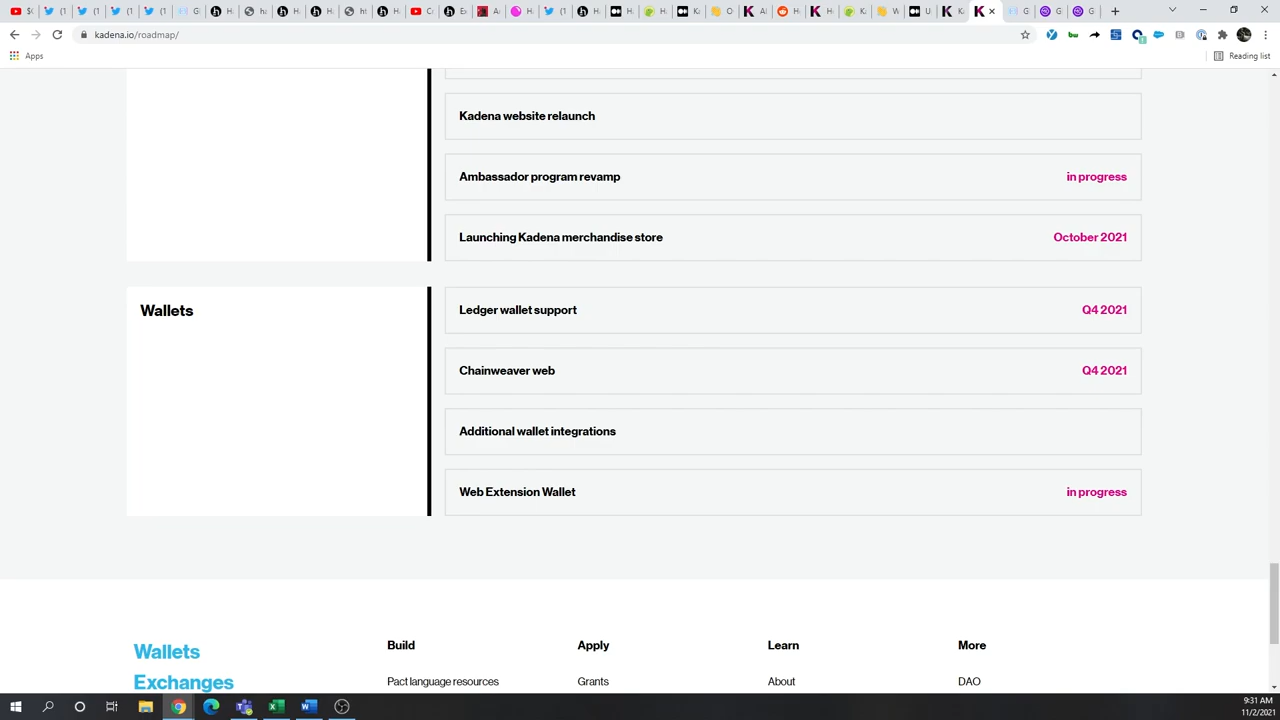 kadena.io/roadmap/
Apps
Reading list
Kadena website relaunch
Ambassador program revamp
in progress
Launching Kadena merchandise store
October 2021
Wallets
Ledger wallet support
Q4 2021
Chainweaver web
Q4 2021
Additional wallet integrations
Web Extension Wallet
in progress
Wallets
Exchanges
Build
Pact language resources
Apply
Grants
Learn
About
More
DAO
9:31 AM
11/2/2021